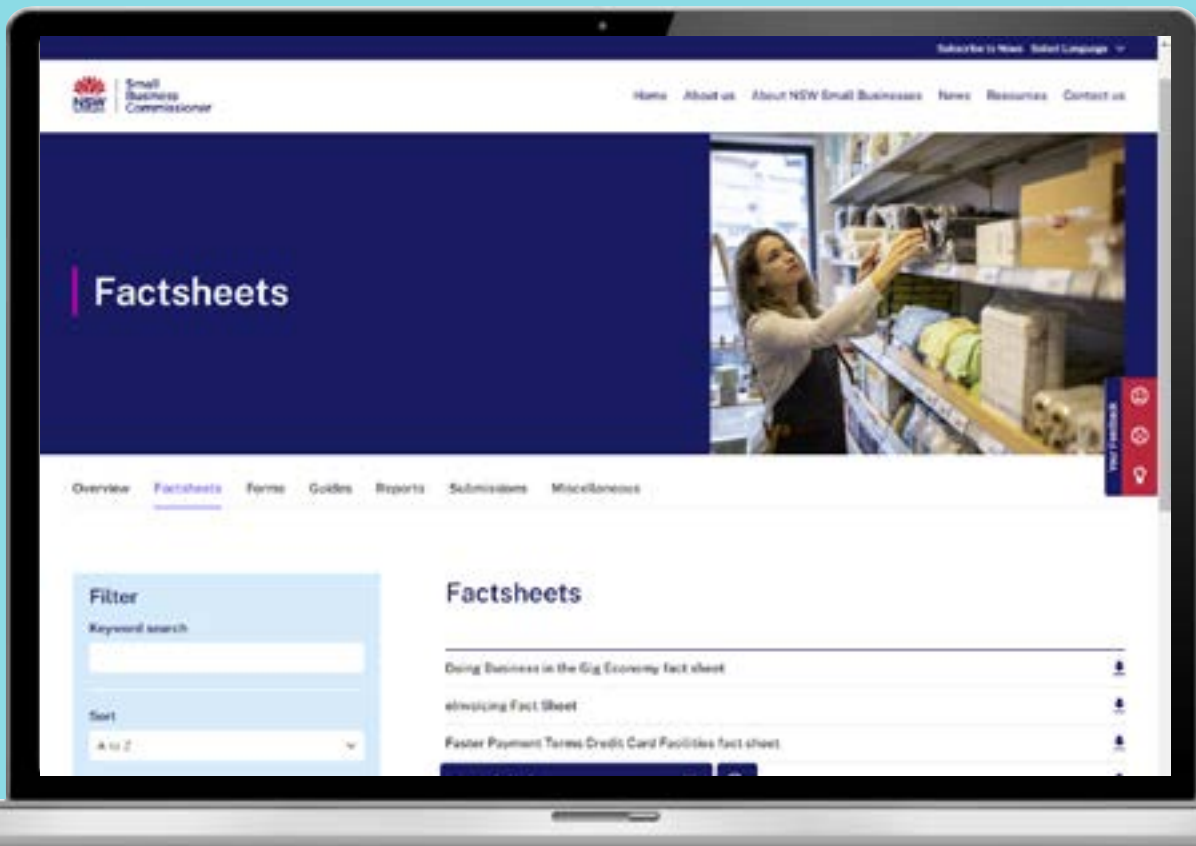 Subscribe to News Select Language
NSW
Small
Business
Commissioner
Home About us About NSW Small Businesses News Resources Contact us
Factsheets
Your Feedback
Overview Factsheets Forms Guides Reports Submissions Miscellaneous
Filter
Keyword search
Sort
A to Z
Factsheets
Doing Business in the Gig Economy fact sheet
eInvoicing Fact Sheet
Faster Payment Terms Credit Card Facilities fact sheet